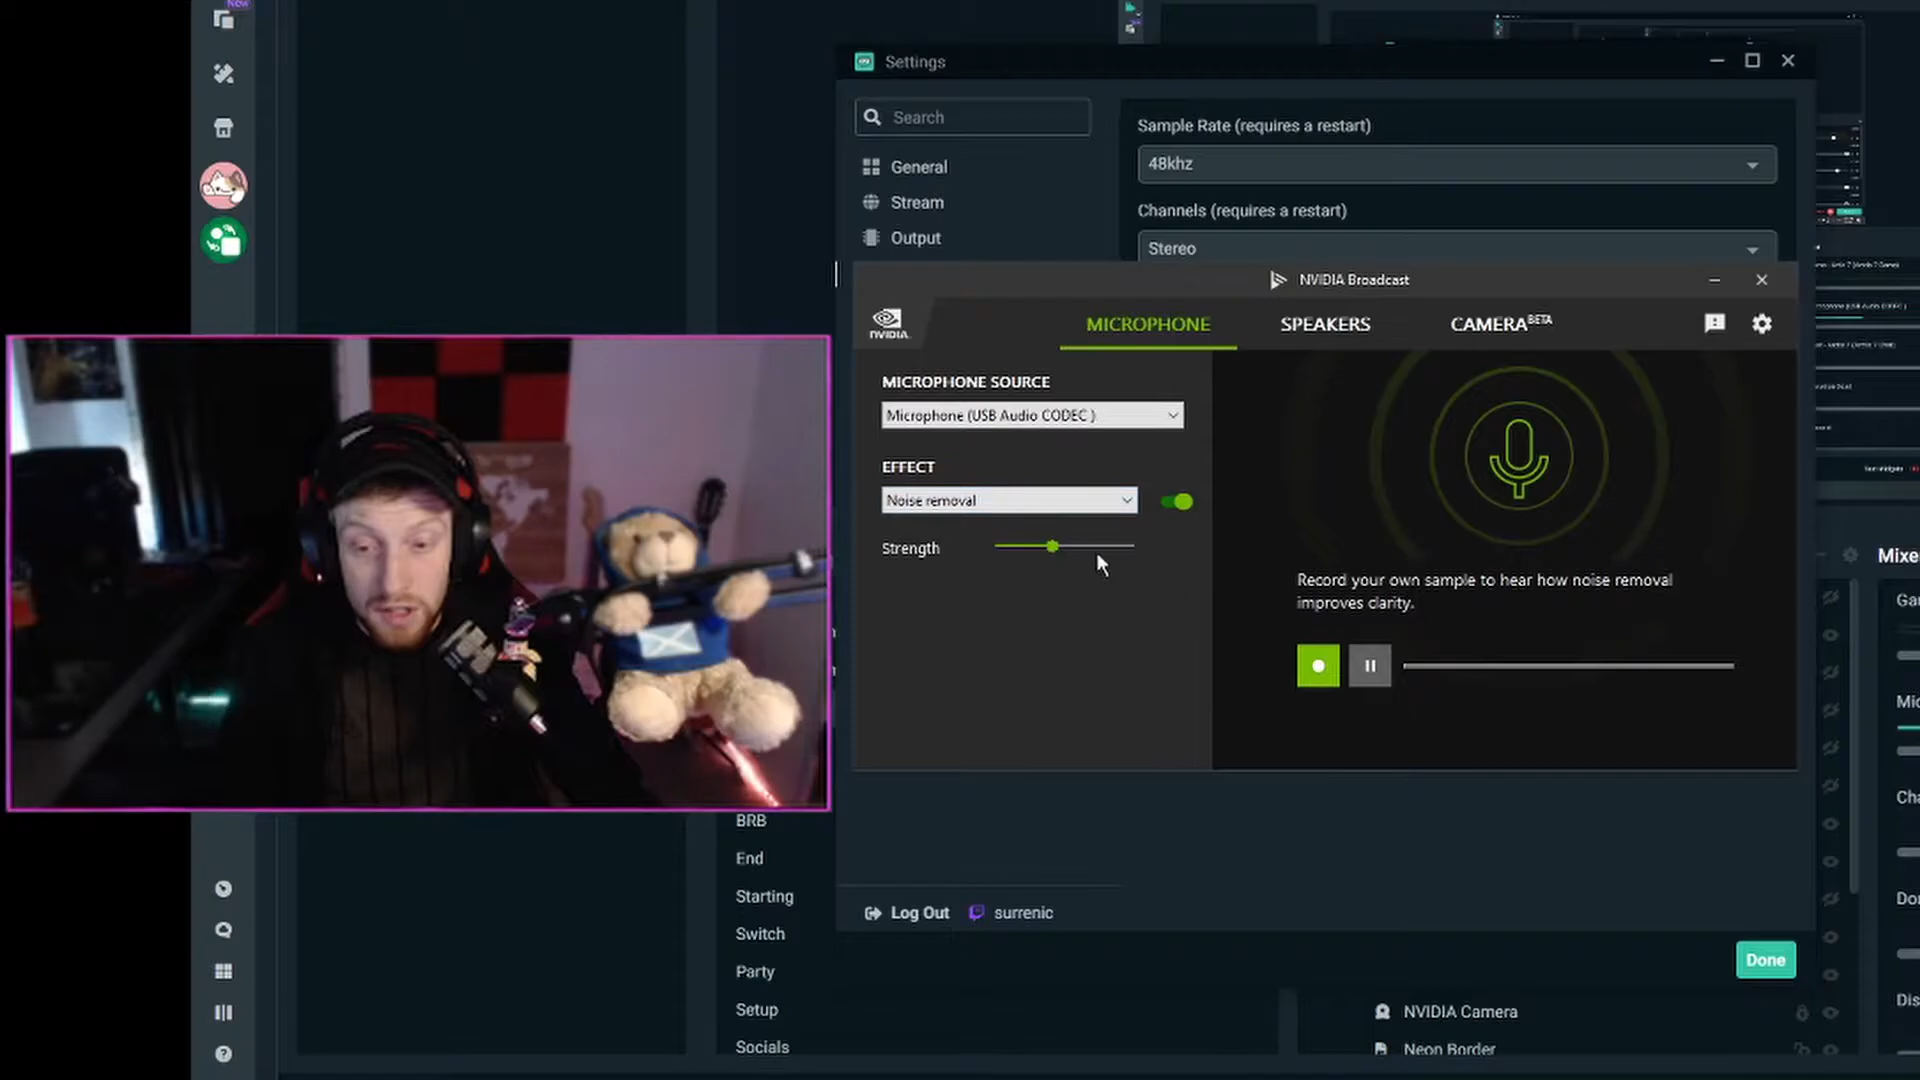 New
Settings
Search
General
Stream
Output
Sample Rate (requires a restart)
48khz
Channels (requires a restart)
Stereo
NVIDIA Broadcast
NVIDIA.
MICROPHONE
SPEAKERS
CAMERA BETA
MICROPHONE SOURCE
Microphone (USB Audio CODEC )
EFFECT
Noise removal
Strength
Record your own sample to hear how noise removal
improves clarity.
BRB
End
Starting
Switch
Party
Setup
Socials
Log Out
surrenic
Done
NVIDIA Camera
Neon Border
Mixe
Ga
Mic
Cha
Do
Dis